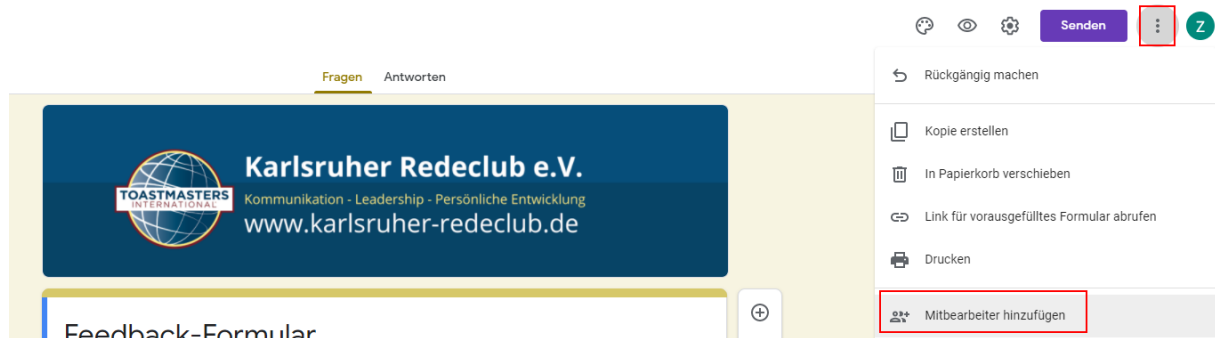 Senden
Z
Fragen Antworten
Rückgängig machen
Kopie erstellen
In Papierkorb verschieben
Link für vorausgefülltes Formular abrufen
Drucken
Mitbearbeiter hinzufügen
TOASTMASTERS
INTERNATIONAL
Karlsruher Redeclub e.V.
Kommunikation - Leadership - Persönliche Entwicklung
www.karlsruher-redeclub.de
Feedback-Formular